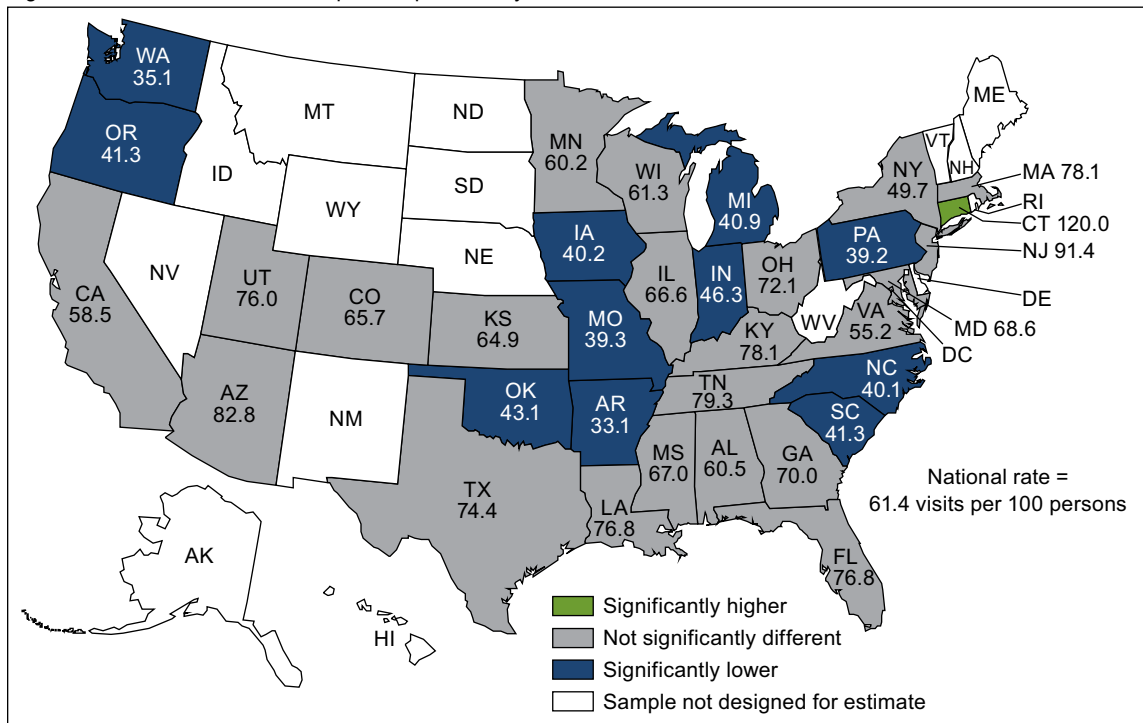 WA
35.1
OR
41.3
CA
58.5
NV
ID
MT
WY
UT
76.0
AZ
82.8
CO
65.7
NM
ND
SD
NE
KS
64.9
OK
43.1
TX
74.4
MN
60.2
IA
40.2
MO
39.3
AR
33.1
LA
76.8
WI
61.3
IL
66.6
MI
40.9
IN
46.3
OH
72.1
KY
78.1
TN
79.3
MS
67.0
AL
60.5
GA
70.0
FL
76.8
SC
41.3
NC
40.1
VA
55.2
WV
PA
39.2
NY
49.7
VT
NH
ME
MA 78.1
RI
CT 120.0
NJ 91.4
DE
MD 68.6
DC
AK
HI
National rate =
61.4 visits per 100 persons
Significantly higher
Not significantly different
Significantly lower
Sample not designed for estimate